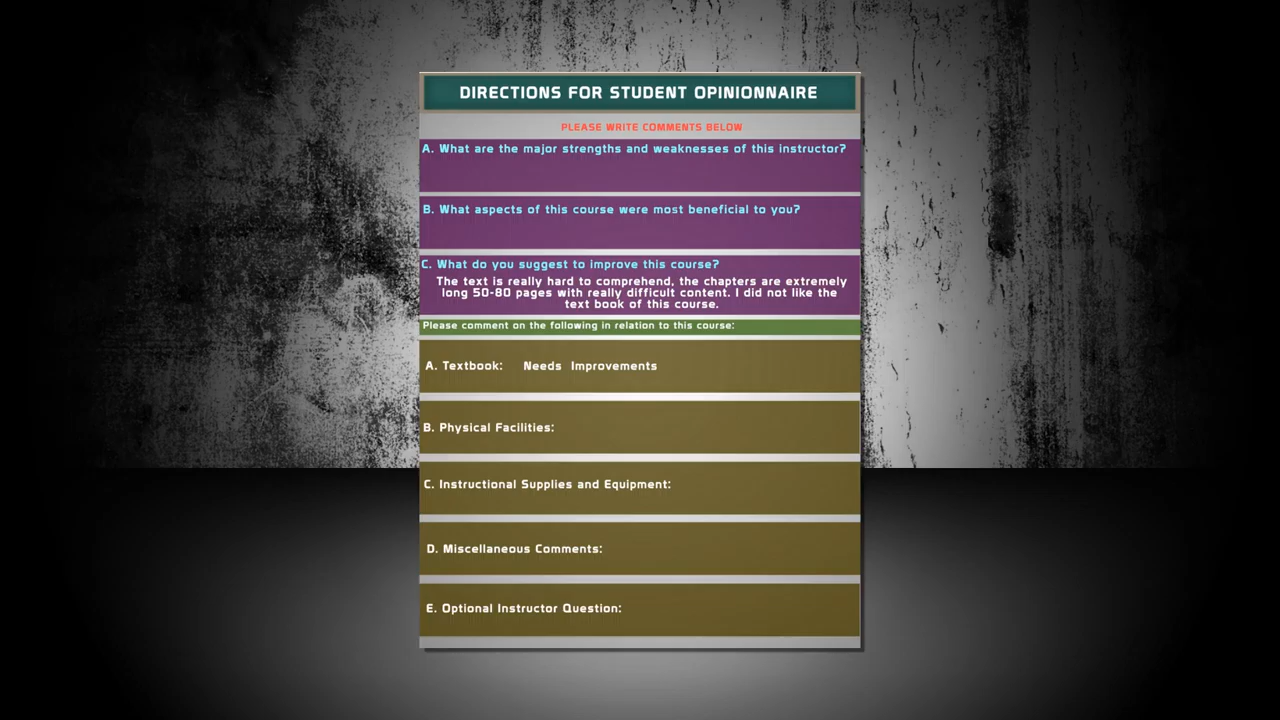 DIRECTIONS FOR STUDENT OPINIONNAIRE
PLEASE WRITE COMMENTS BELOW
A. What are the major strengths and weaknesses of this instructor?
B. What aspects of this course were most beneficial to you?
C. What do you suggest to improve this course?
The text is really hard to comprehend, the chapters are extremely
long 50-80 pages with really difficult content. I did not like the
text book of this course.
Please comment on the following in relation to this course:
A. Textbook: Needs Improvements
B. Physical Facilities:
C. Instructional Supplies and Equipment:
D. Miscellaneous Comments:
E. Optional Instructor Question: